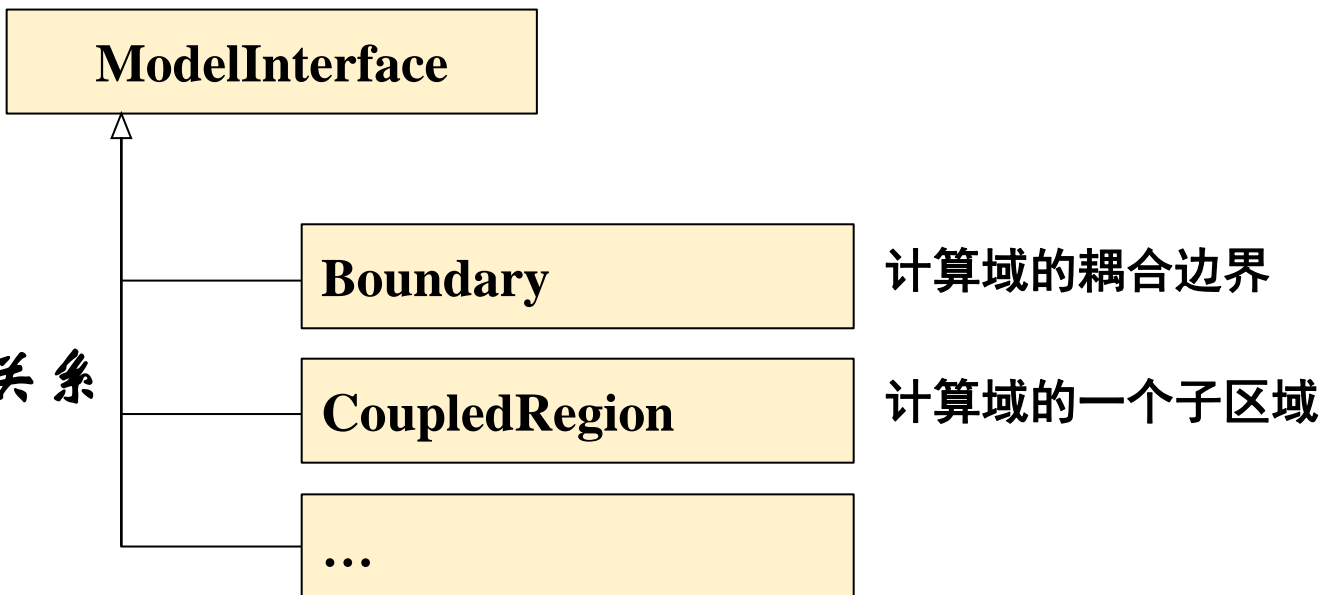 ModelInterface
Boundary
计算域的耦合边界
关系
CoupledRegion
计算域的一个子区域
…